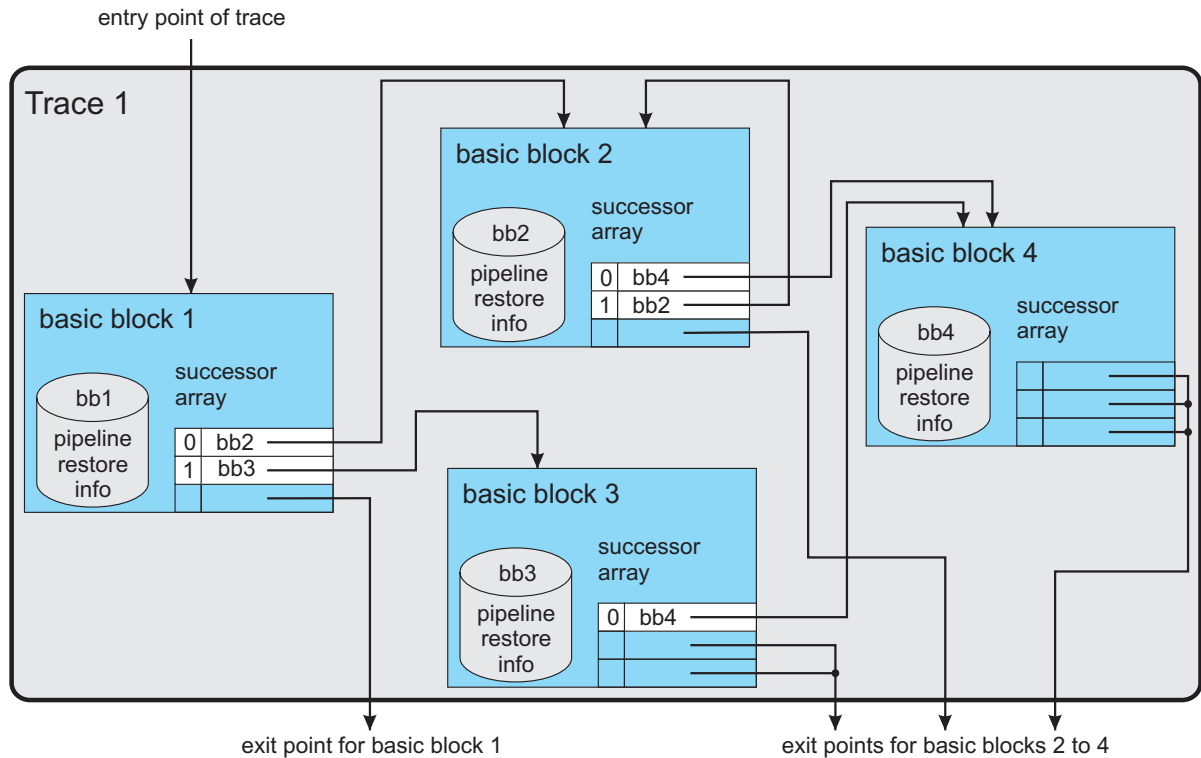 entry point of trace
Trace 1
basic block 1
bb1
pipeline
restore
info
successor
array
0 bb2
1 bb3
basic block 2
bb2
pipeline
restore
info
successor
array
0 bb4
1 bb2
basic block 3
bb3
pipeline
restore
info
successor
array
0 bb4
basic block 4
bb4
pipeline
restore
info
successor
array
exit point for basic block 1
exit points for basic blocks 2 to 4